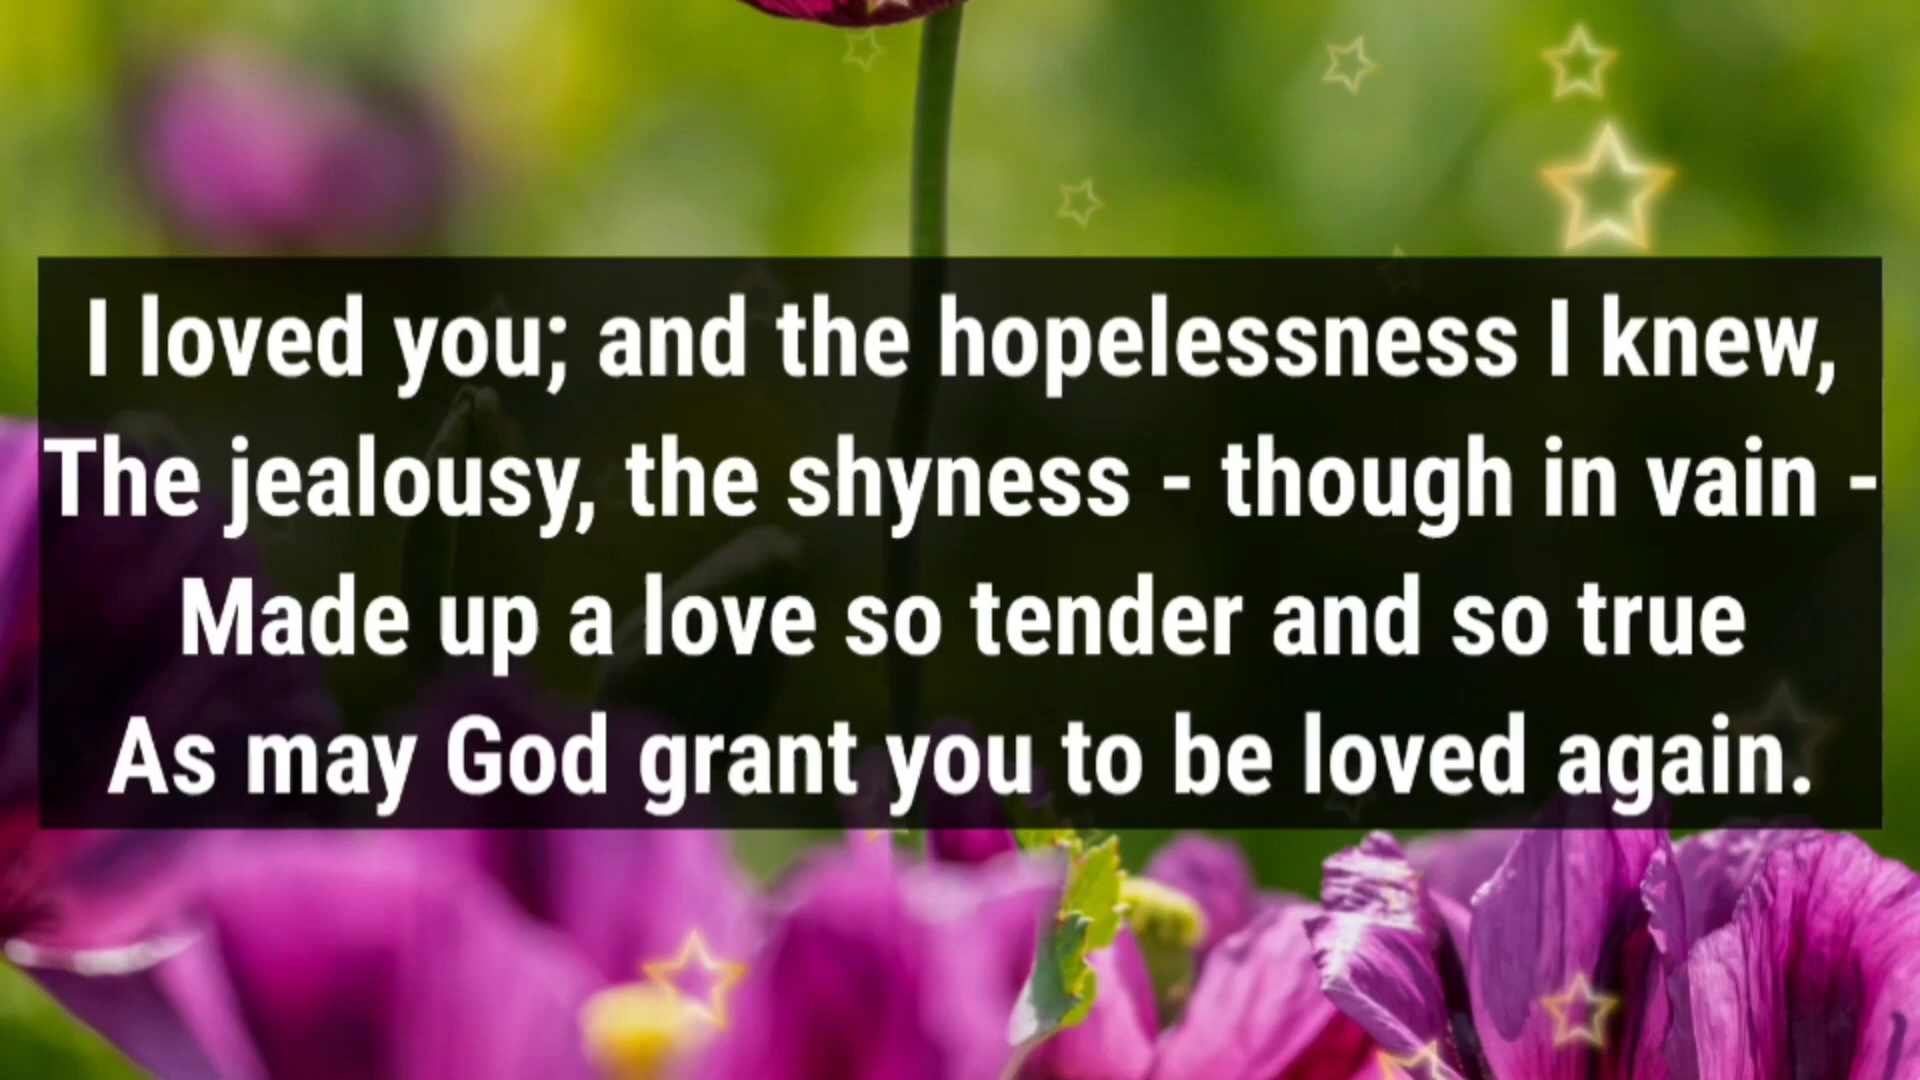 I loved you; and the hopelessness I knew,
The jealousy, the shyness - though in vain -
Made up a love so tender and so true
As may God grant you to be loved again.